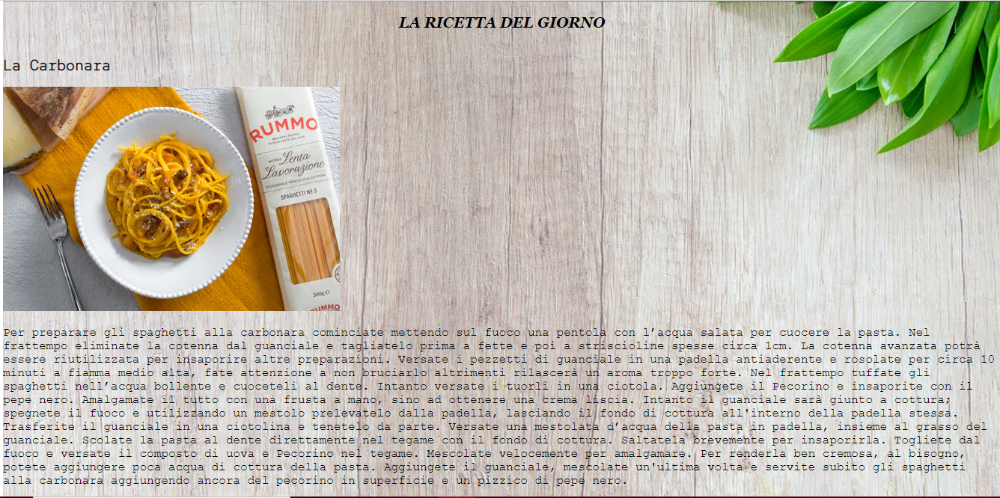 LA RICETTA DEL GIORNO
La Carbonara
RUMMO
MAESTRI PASTAI
IN BENEVENTO DAL 1846
METODO Lenta
Lavorazione
ECCEZIONALE TENUTA ALLA COTTURA
SPAGHETTI Nº 3
500g e
RUMMO
Per preparare gli spaghetti alla carbonara cominciate mettendo sul fuoco una pentola con l’acqua salata per cuocere la pasta. Nel
frattempo eliminate la cotenna dal guanciale e tagliatelo prima a fette e poi a striscioline spesse circa 1cm. La cotenna avanzata potrà
essere riutilizzata per insaporire altre preparazioni. Versate i pezzetti di guanciale in una padella antiaderente e rosolate per circa 10
minuti a fiamma medio alta, fate attenzione a non bruciarlo altrimenti rilascerà un aroma troppo forte. Nel frattempo tuffate gli
spaghetti nell’acqua bollente e cuoceteli al dente. Intanto versate i tuorli in una ciotola. Aggiungete il Pecorino e insaporite con il
pepe nero. Amalgamate il tutto con una frusta a mano, sino ad ottenere una crema liscia. Intanto il guanciale sarà giunto a cottura;
spegnete il fuoco e utilizzando un mestolo prelevatelo dalla padella, lasciando il fondo di cottura all'interno della padella stessa.
Trasferite il guanciale in una ciotolina e tenetelo da parte. Versate una mestolata d’acqua della pasta in padella, insieme al grasso del
guanciale. Scolate la pasta al dente direttamente nel tegame con il fondo di cottura. Saltatela brevemente per insaporirla. Togliete dal
fuoco e versate il composto di uova e Pecorino nel tegame. Mescolate velocemente per amalgamare. Per renderla ben cremosa, al bisogno,
potete aggiungere poca acqua di cottura della pasta. Aggiungete il guanciale, mescolate un'ultima volta e servite subito gli spaghetti
alla carbonara aggiungendo ancora del pecorino in superficie e un pizzico di pepe nero.